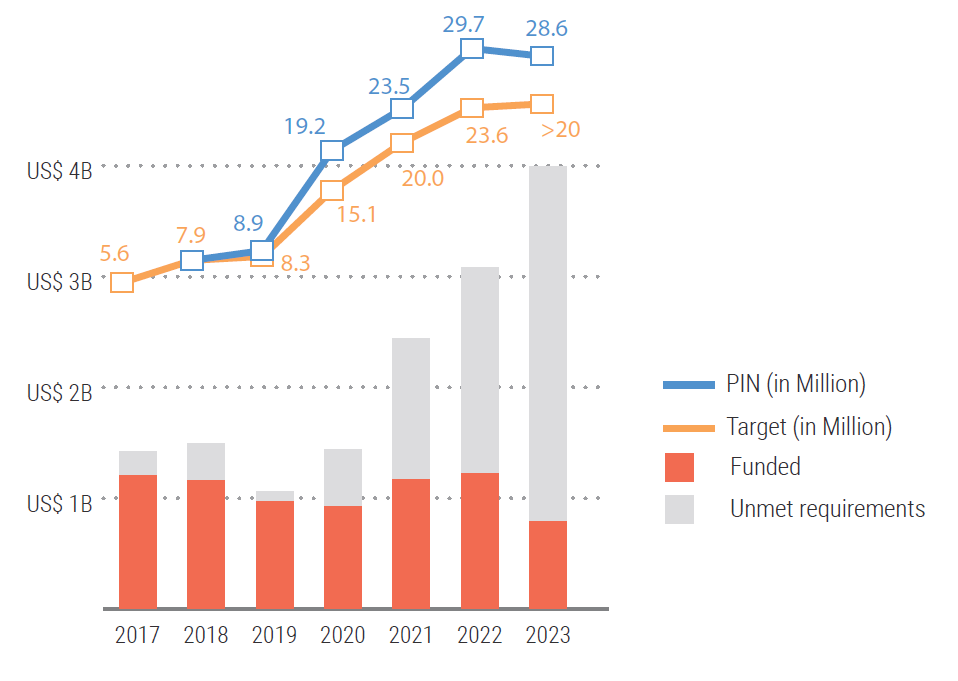 29.7
28.6
23.5
19.2
>20
23.6
US$ 4B
20.0
15.1
8.9
7.9
5.6
8.3
US$ 3B
US$ 2B
US$ 1B
2017 2018 2019 2020 2021 2022 2023
PIN (in Million)
Target (in Million)
Funded
Unmet requirements